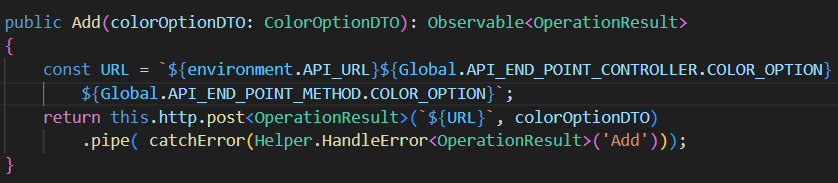 public Add(colorOptionDTO: ColorOptionDTO): Observable<OperationResult>
{
const URL = `${environment.API_URL}${Global.API_END_POINT_CONTROLLER.COLOR_OPTION}
${Global.API_END_POINT_METHOD.COLOR_OPTION}`;
return this.http.post<OperationResult>(`${URL}`, colorOptionDTO)
.pipe( catchError(Helper.HandleError<OperationResult>('Add')));
}